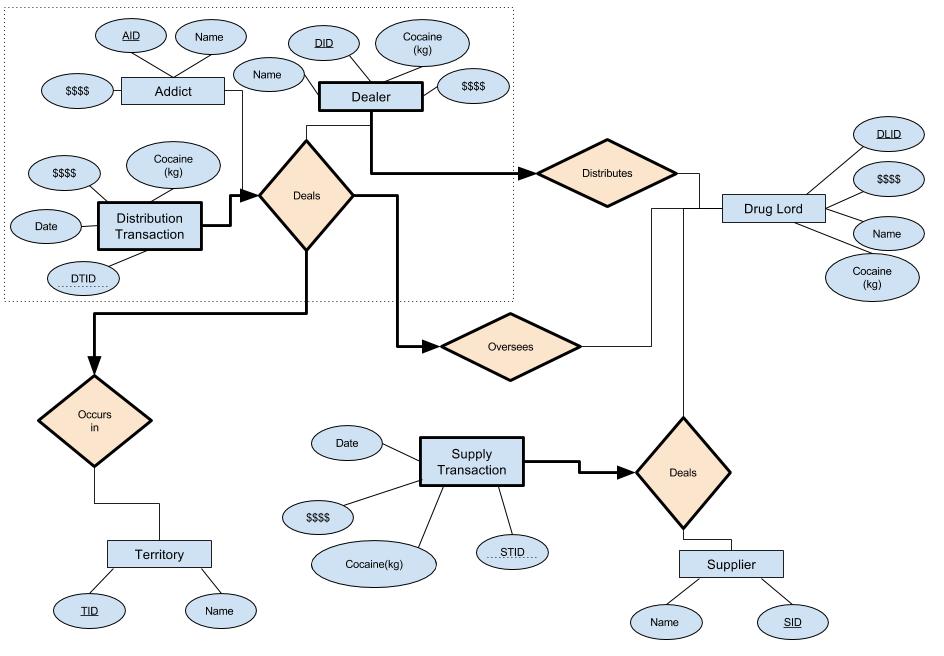 AID
Name
$$$$
Addict
DID
Cocaine
(kg)
Name
$$$$
Dealer
$$$$
Cocaine
(kg)
Date
Distribution
Transaction
DTID
Deals
Distributes
DLID
$$$$
Drug Lord
Name
Cocaine
(kg)
Oversees
Occurs
in
Date
Supply
Transaction
$$$$
Cocaine(kg)
STID
Deals
Territory
TID
Name
Supplier
Name
SID